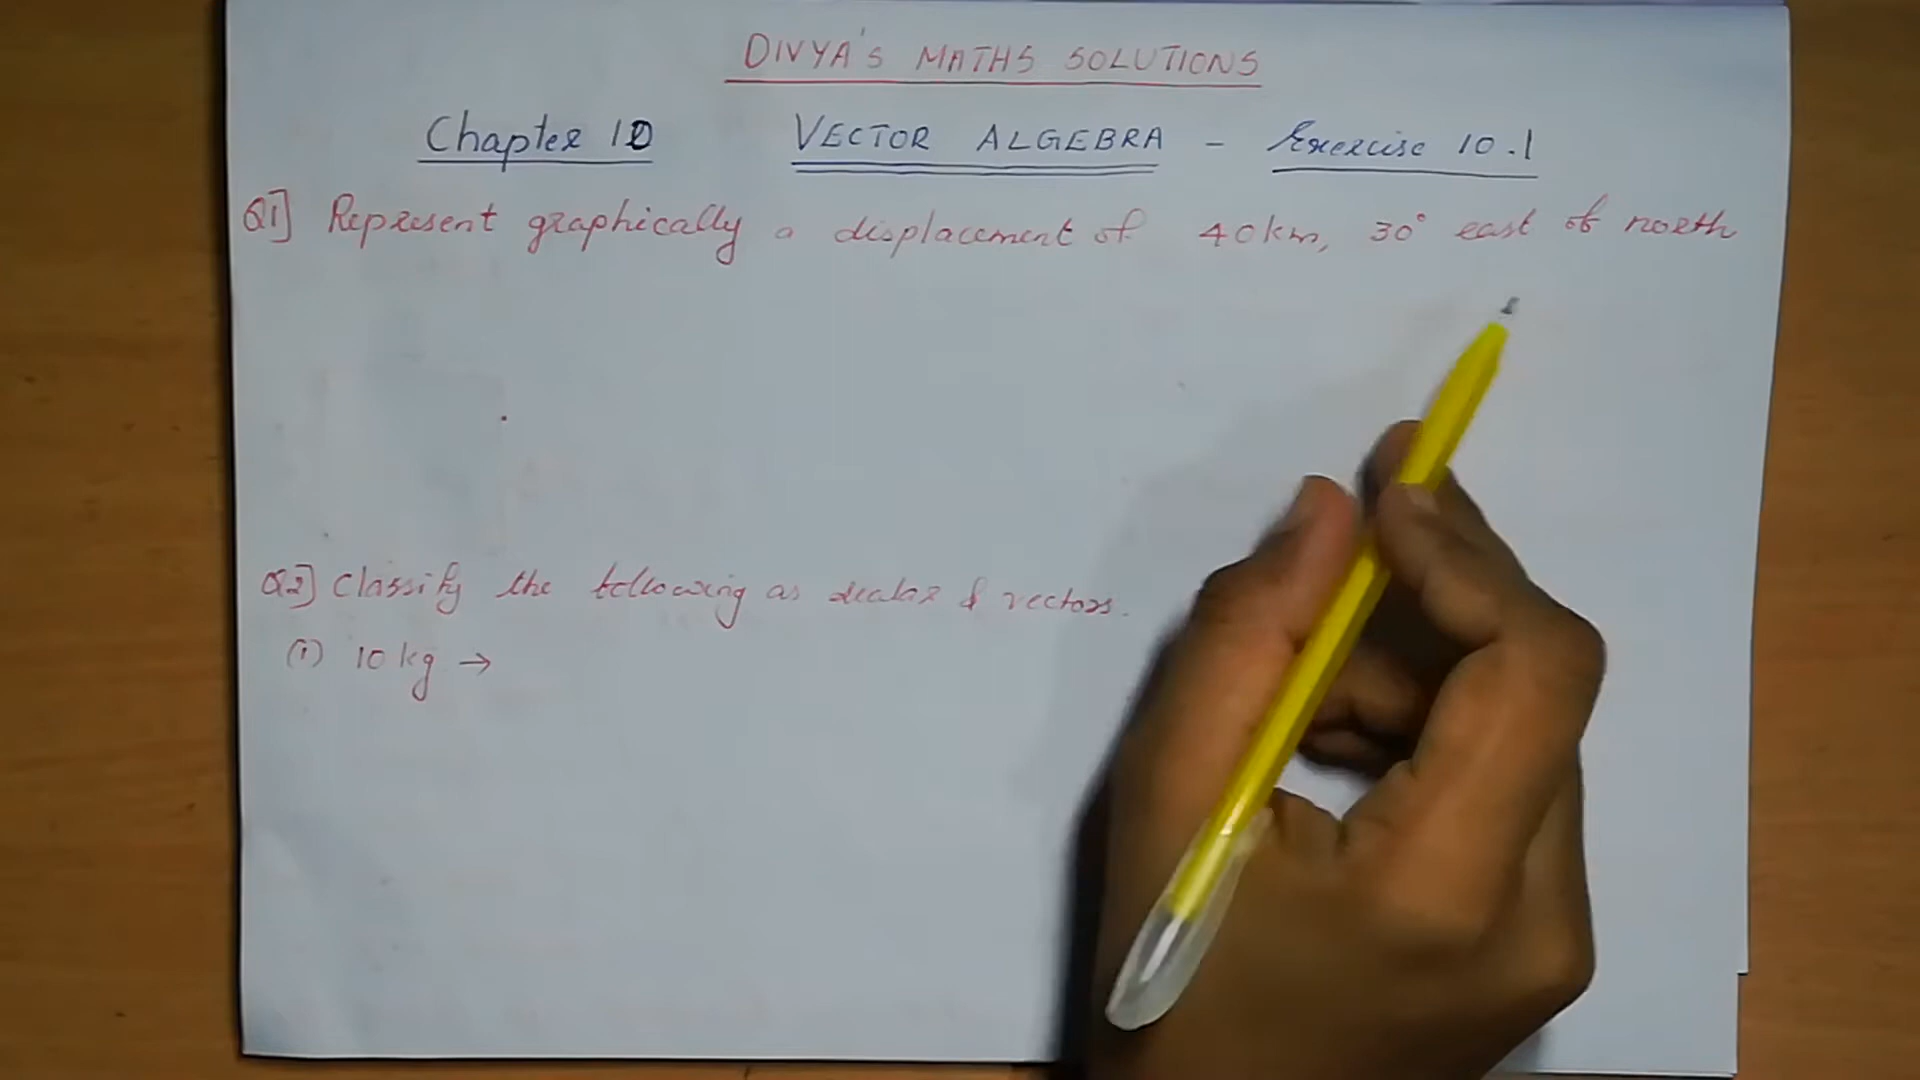 DIVYA'S MATHS SOLUTIONS
Chapter 10 VECTOR ALGEBRA - Exercise 10.1
Q1] Represent graphically a displacement of 40km, 30° east of north
Q2] Classify the following as scalar & vectors.
(i) 10 kg →